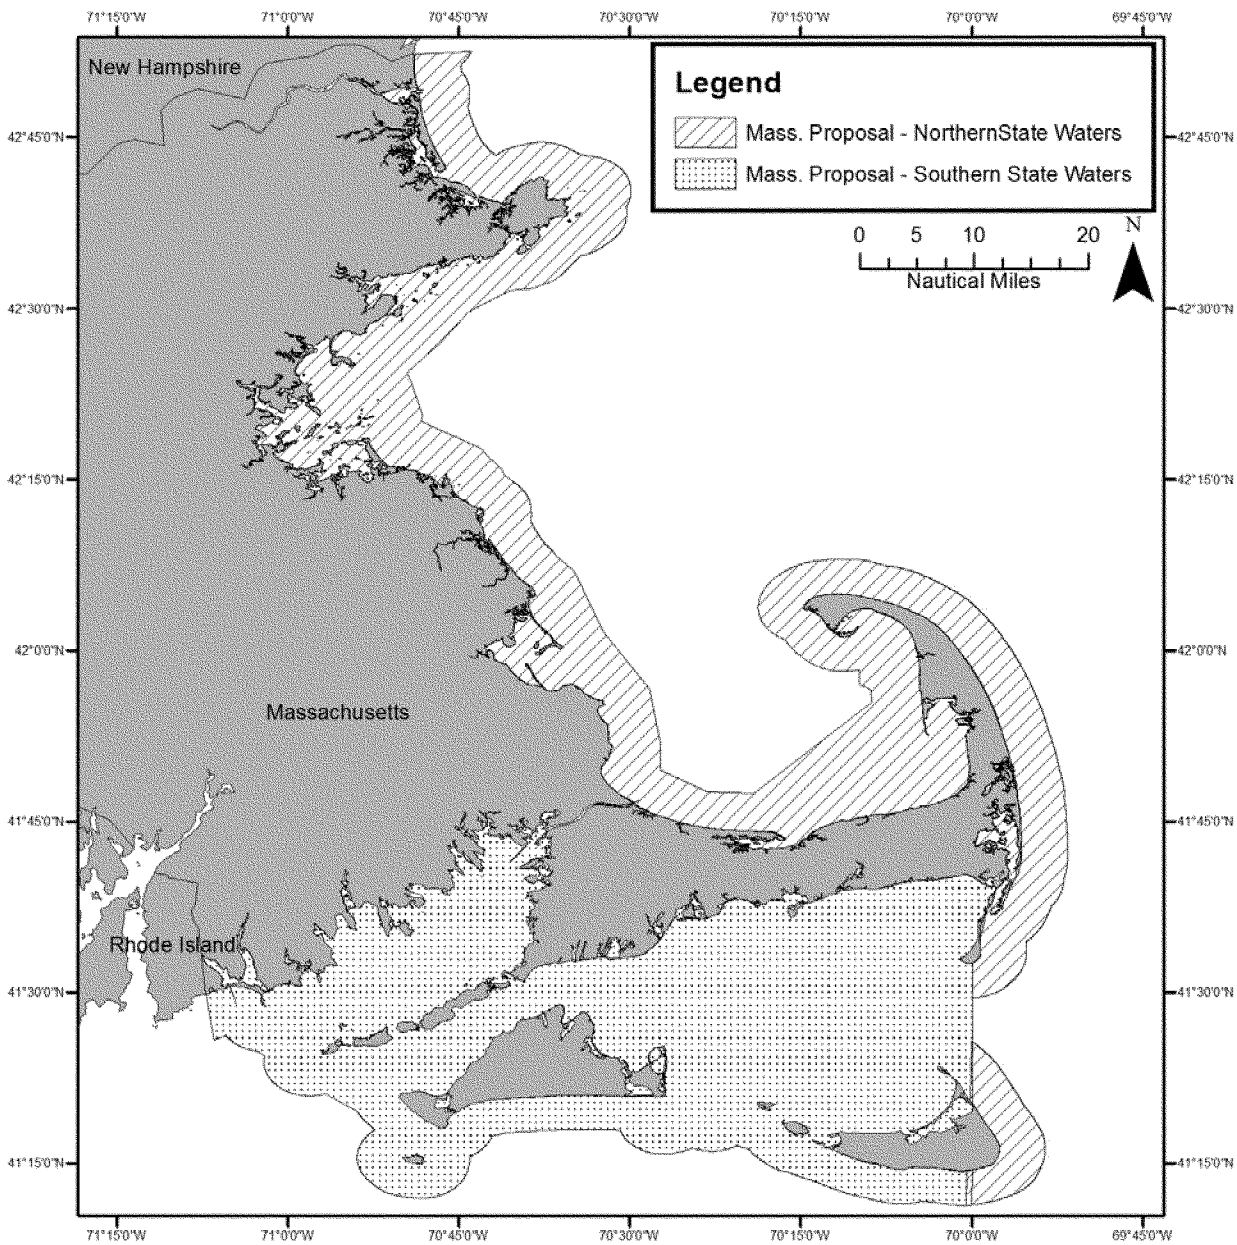 71°15'0"W 71°0'0"W 70°45'0"W 70°30'0"W 70°15'0"W 70°0'0"W 69°45'0"W
New Hampshire
Legend
Mass. Proposal - NorthernState Waters
Mass. Proposal - Southern State Waters
42°45'0"N 42°45'0"N
N
0 5 10 20
Nautical Miles
42°30'0"N 42°30'0"N
42°15'0"N 42°15'0"N
42°0'0"N 42°0'0"N
Massachusetts
41°45'0"N 41°45'0"N
Rhode Island
41°30'0"N 41°30'0"N
41°15'0"N 41°15'0"N
71°15'0"W 71°0'0"W 70°45'0"W 70°30'0"W 70°15'0"W 70°0'0"W 69°45'0"W